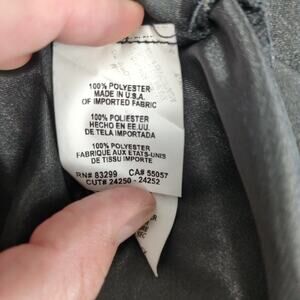 100% POLYESTER
MADE IN U.S.A.
OF IMPORTED FABRIC
100% POLIESTER
HECHO EN EE.UU.
DE TELA IMPORTADA
100% POLYESTER
FABRIQUE AUX ETATS-UNIS
DE TISSU IMPORTE
RN# 83299 CA# 55057
CUT# 24250 - 24252